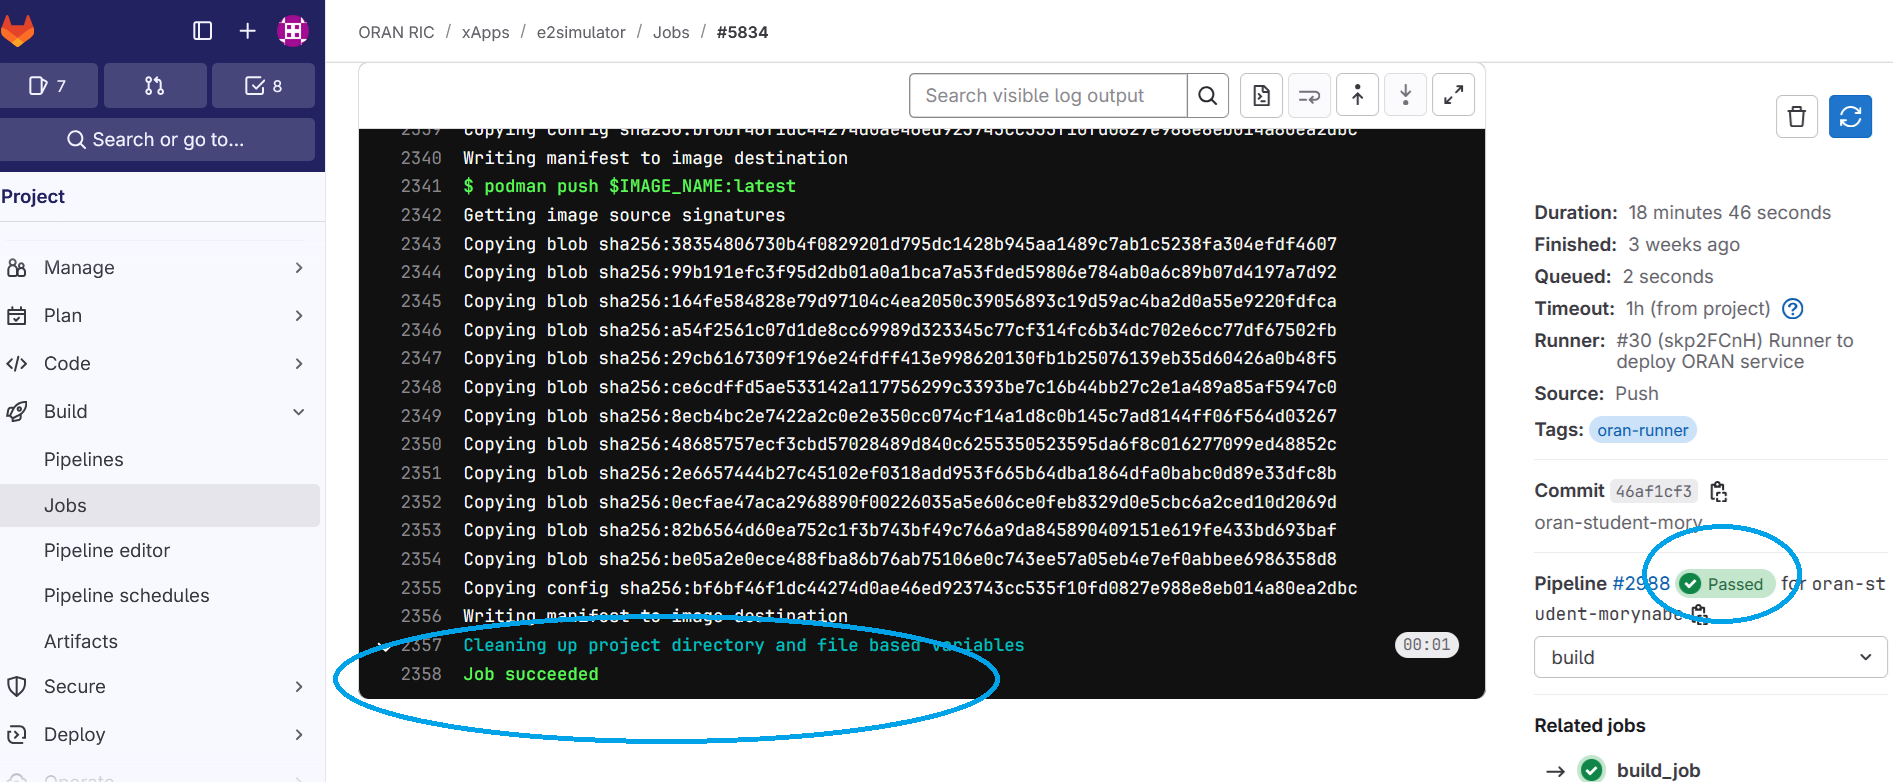 ORAN RIC / xApps / e2simulator / Jobs / #5834
7
8
Search or go to...
Project
Manage
Plan
Code
Build
Pipelines
Jobs
Pipeline editor
Pipeline schedules
Artifacts
Secure
Deploy
Operate
Search visible log output
2339 Copying config sha256:bf6bf46f1dc44274d0ae46ed923743cc535f10fd0827e988e8eb014a80ea2dbc
2340 Writing manifest to image destination
2341 $ podman push $IMAGE_NAME:latest
2342 Getting image source signatures
2343 Copying blob sha256:38354806730b4f0829201d795dc1428b945aa1489c7ab1c5238fa304efdf4607
2344 Copying blob sha256:99b191efc3f95d2db01a0a1bca7a53fded59806e784ab0a6c89b07d4197a7d92
2345 Copying blob sha256:164fe584828e79d97104c4ea2050c39056893c19d59ac4ba2d0a55e9220fdfca
2346 Copying blob sha256:a54f2561c07d1de8cc69989d323345c77cf314fc6b34dc702e6cc77df67502fb
2347 Copying blob sha256:29cb6167309f196e24fdff413e998620130fb1b25076139eb35d60426a0b48f5
2348 Copying blob sha256:ce6cdffd5ae533142a117756299c3393be7c16b44bb27c2e1a489a85af5947c0
2349 Copying blob sha256:8ecb4bc2e7422a2c0e2e350cc074cf14a1d8c0b145c7ad8144ff06f564d03267
2350 Copying blob sha256:48685757ecf3cbd57028489d840c6255350523595da6f8c016277099ed48852c
2351 Copying blob sha256:2e6657444b27c45102ef0318add953f665b64dba1864dfa0babc0d89e33dfc8b
2352 Copying blob sha256:0ecfae47aca2968890f00226035a5e606ce0feb8329d0e5cbc6a2ced10d2069d
2353 Copying blob sha256:82b6564d60ea752c1f3b743bf49c766a9da845890409151e619fe433bd693baf
2354 Copying blob sha256:be05a2e0ece488fba86b76ab75106e0c743ee57a05eb4e7ef0abbee6986358d8
2355 Copying config sha256:bf6bf46f1dc44274d0ae46ed923743cc535f10fd0827e988e8eb014a80ea2dbc
2356 Writing manifest to image destination
2357 Cleaning up project directory and file based variables 00:01
2358 Job succeeded
Duration: 18 minutes 46 seconds
Finished: 3 weeks ago
Queued: 2 seconds
Timeout: 1h (from project)
Runner: #30 (skp2FCnH) Runner to
deploy ORAN service
Source: Push
Tags: oran-runner
Commit 46af1cf3
oran-student-mory
Pipeline #2988 Passed for oran-st
udent-morynabe
build
Related jobs
→ build_job